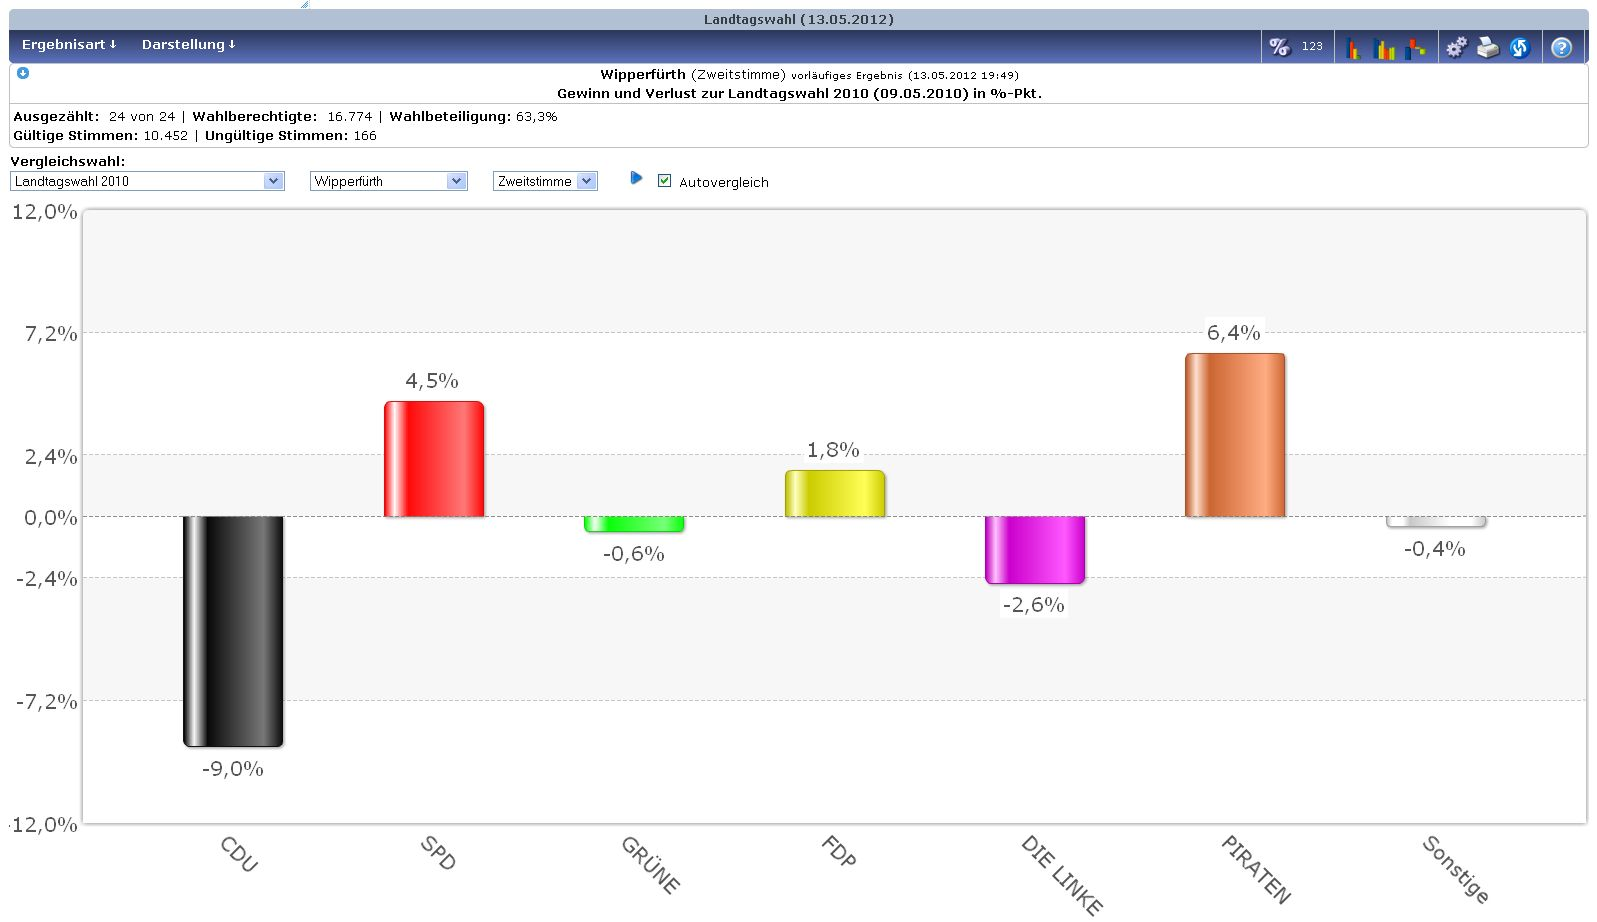 Landtagswahl (13.05.2012)
Ergebnisart ↓ Darstellung ↓ % 123 ?
Wipperfürth (Zweitstimme) vorläufiges Ergebnis (13.05.2012 19:49)
Gewinn und Verlust zur Landtagswahl 2010 (09.05.2010) in %-Pkt.
Ausgezählt: 24 von 24 | Wahlberechtigte: 16.774 | Wahlbeteiligung: 63,3%
Gültige Stimmen: 10.452 | Ungültige Stimmen: 166
Vergleichswahl:
Landtagswahl 2010 Wipperfürth Zweitstimme Autovergleich
12,0%
7,2%
2,4%
0,0%
-2,4%
-7,2%
-12,0%
-9,0%
4,5%
-0,6%
1,8%
-2,6%
6,4%
-0,4%
CDU
SPD
GRÜNE
FDP
DIE LINKE
PIRATEN
Sonstige